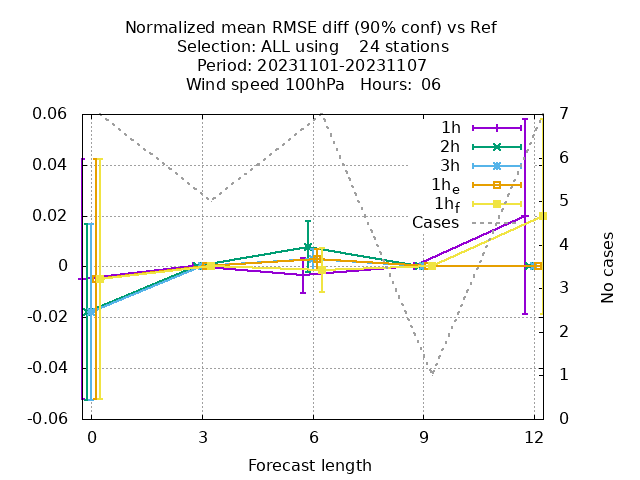 Normalized mean RMSE diff (90% conf) vs Ref
Selection: ALL using    24 stations
Period: 20231101-20231107
Wind speed 100hPa   Hours:  06
0.06
0.04
0.02
0
-0.02
-0.04
-0.06
7
6
5
4
3
2
1
0
1h
2h
3h
1he
1hf
Cases
No cases
0 3 6 9 12
Forecast length